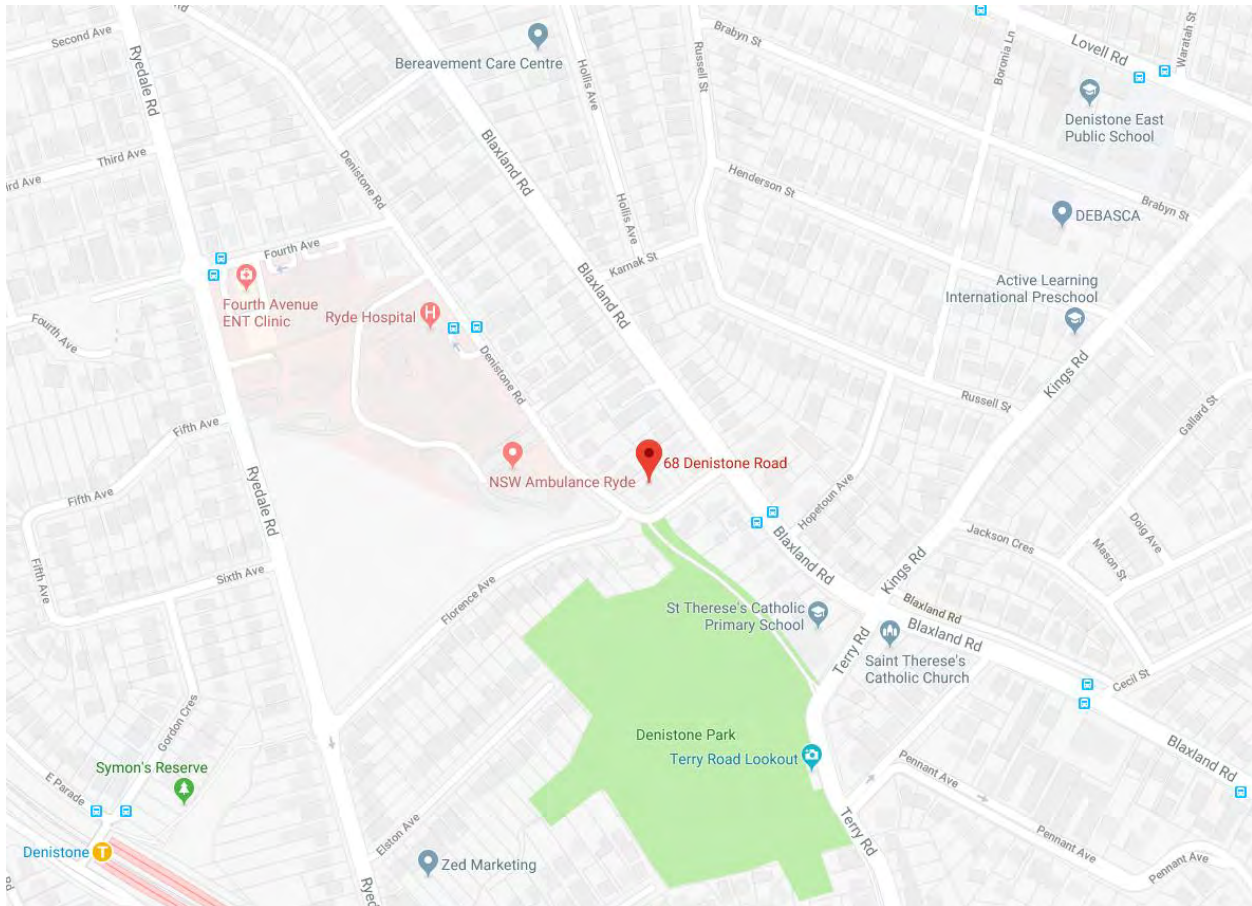 Second Ave
Ryedale Rd
Bereavement Care Centre
Hollis Ave
Russell St
Brabyn St
Boronia Ln
Lovell Rd
Waratah St
Denistone East
Public School
Third Ave
ird Ave
Denistone Rd
Blaxland Rd
Henderson St
Hollis Ave
Brabyn St
DEBASCA
Fourth Ave
Karnak St
Blaxland Rd
Active Learning
International Preschool
Fourth Avenue
ENT Clinic
Ryde Hospital
Fourth Ave
Denistone Rd
Kings Rd
Russell St
Gallard St
Fifth Ave
68 Denistone Road
NSW Ambulance Ryde
Fifth Ave
Ryedale Rd
Hopetoun Ave
Blaxland Rd
Jackson Cres
Doig Ave
Mason St
Fifth Ave
Sixth Ave
Florence Ave
Kings Rd
St Therese's Catholic
Primary School
Blaxland Rd
Blaxland Rd
Terry Rd
Saint Therese's
Catholic Church
Cecil St
Gordon Cres
Denistone Park
Terry Road Lookout
Symon's Reserve
Blaxland Rd
Pennant Ave
E Parade
Elston Ave
Terry Rd
Denistone
T
Zed Marketing
Pennant Ave
Pennant Ave
Rd
Rye
H